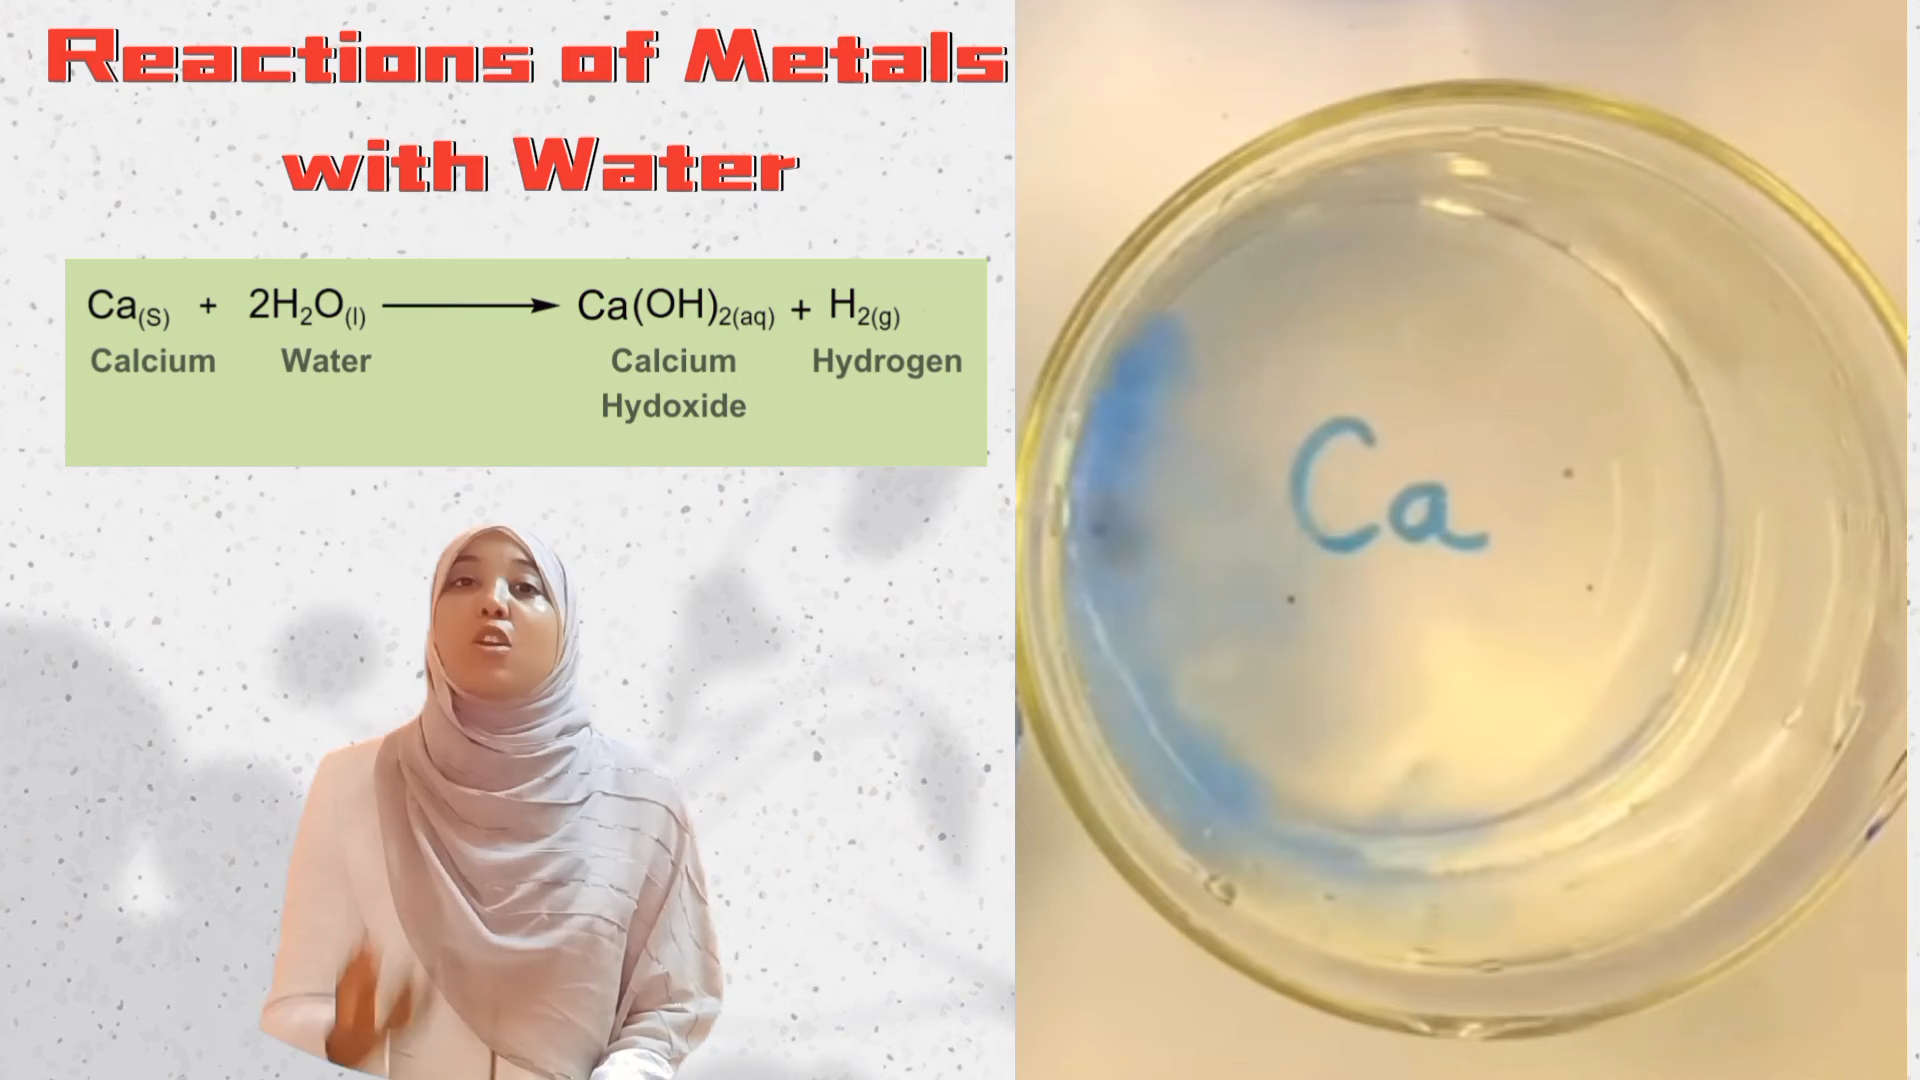 Reactions of Metals
with Water
Ca(S) + 2H₂O(l) ⟶ Ca(OH)₂(aq) + H₂(g)
Calcium Water Calcium Hydrogen
Hydoxide
Ca